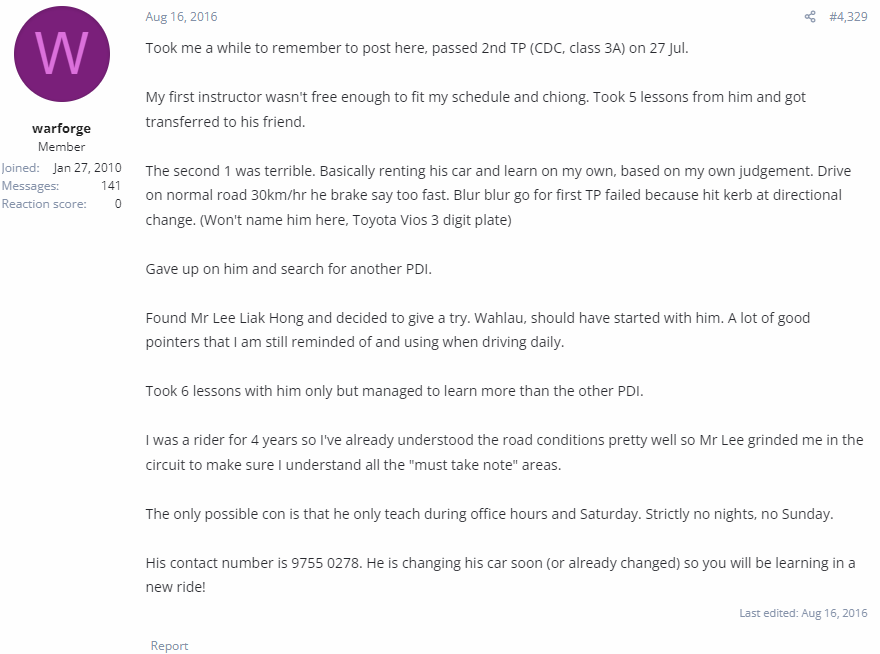 W
warforge
Member
Joined: Jan 27, 2010
Messages: 141
Reaction score: 0
Aug 16, 2016
#4,329
Took me a while to remember to post here, passed 2nd TP (CDC, class 3A) on 27 Jul.
My first instructor wasn't free enough to fit my schedule and chiong. Took 5 lessons from him and got
transferred to his friend.
The second 1 was terrible. Basically renting his car and learn on my own, based on my own judgement. Drive
on normal road 30km/hr he brake say too fast. Blur blur go for first TP failed because hit kerb at directional
change. (Won't name him here, Toyota Vios 3 digit plate)
Gave up on him and search for another PDI.
Found Mr Lee Liak Hong and decided to give a try. Wahlau, should have started with him. A lot of good
pointers that I am still reminded of and using when driving daily.
Took 6 lessons with him only but managed to learn more than the other PDI.
I was a rider for 4 years so I've already understood the road conditions pretty well so Mr Lee grinded me in the
circuit to make sure I understand all the "must take note" areas.
The only possible con is that he only teach during office hours and Saturday. Strictly no nights, no Sunday.
His contact number is 9755 0278. He is changing his car soon (or already changed) so you will be learning in a
new ride!
Last edited: Aug 16, 2016
Report